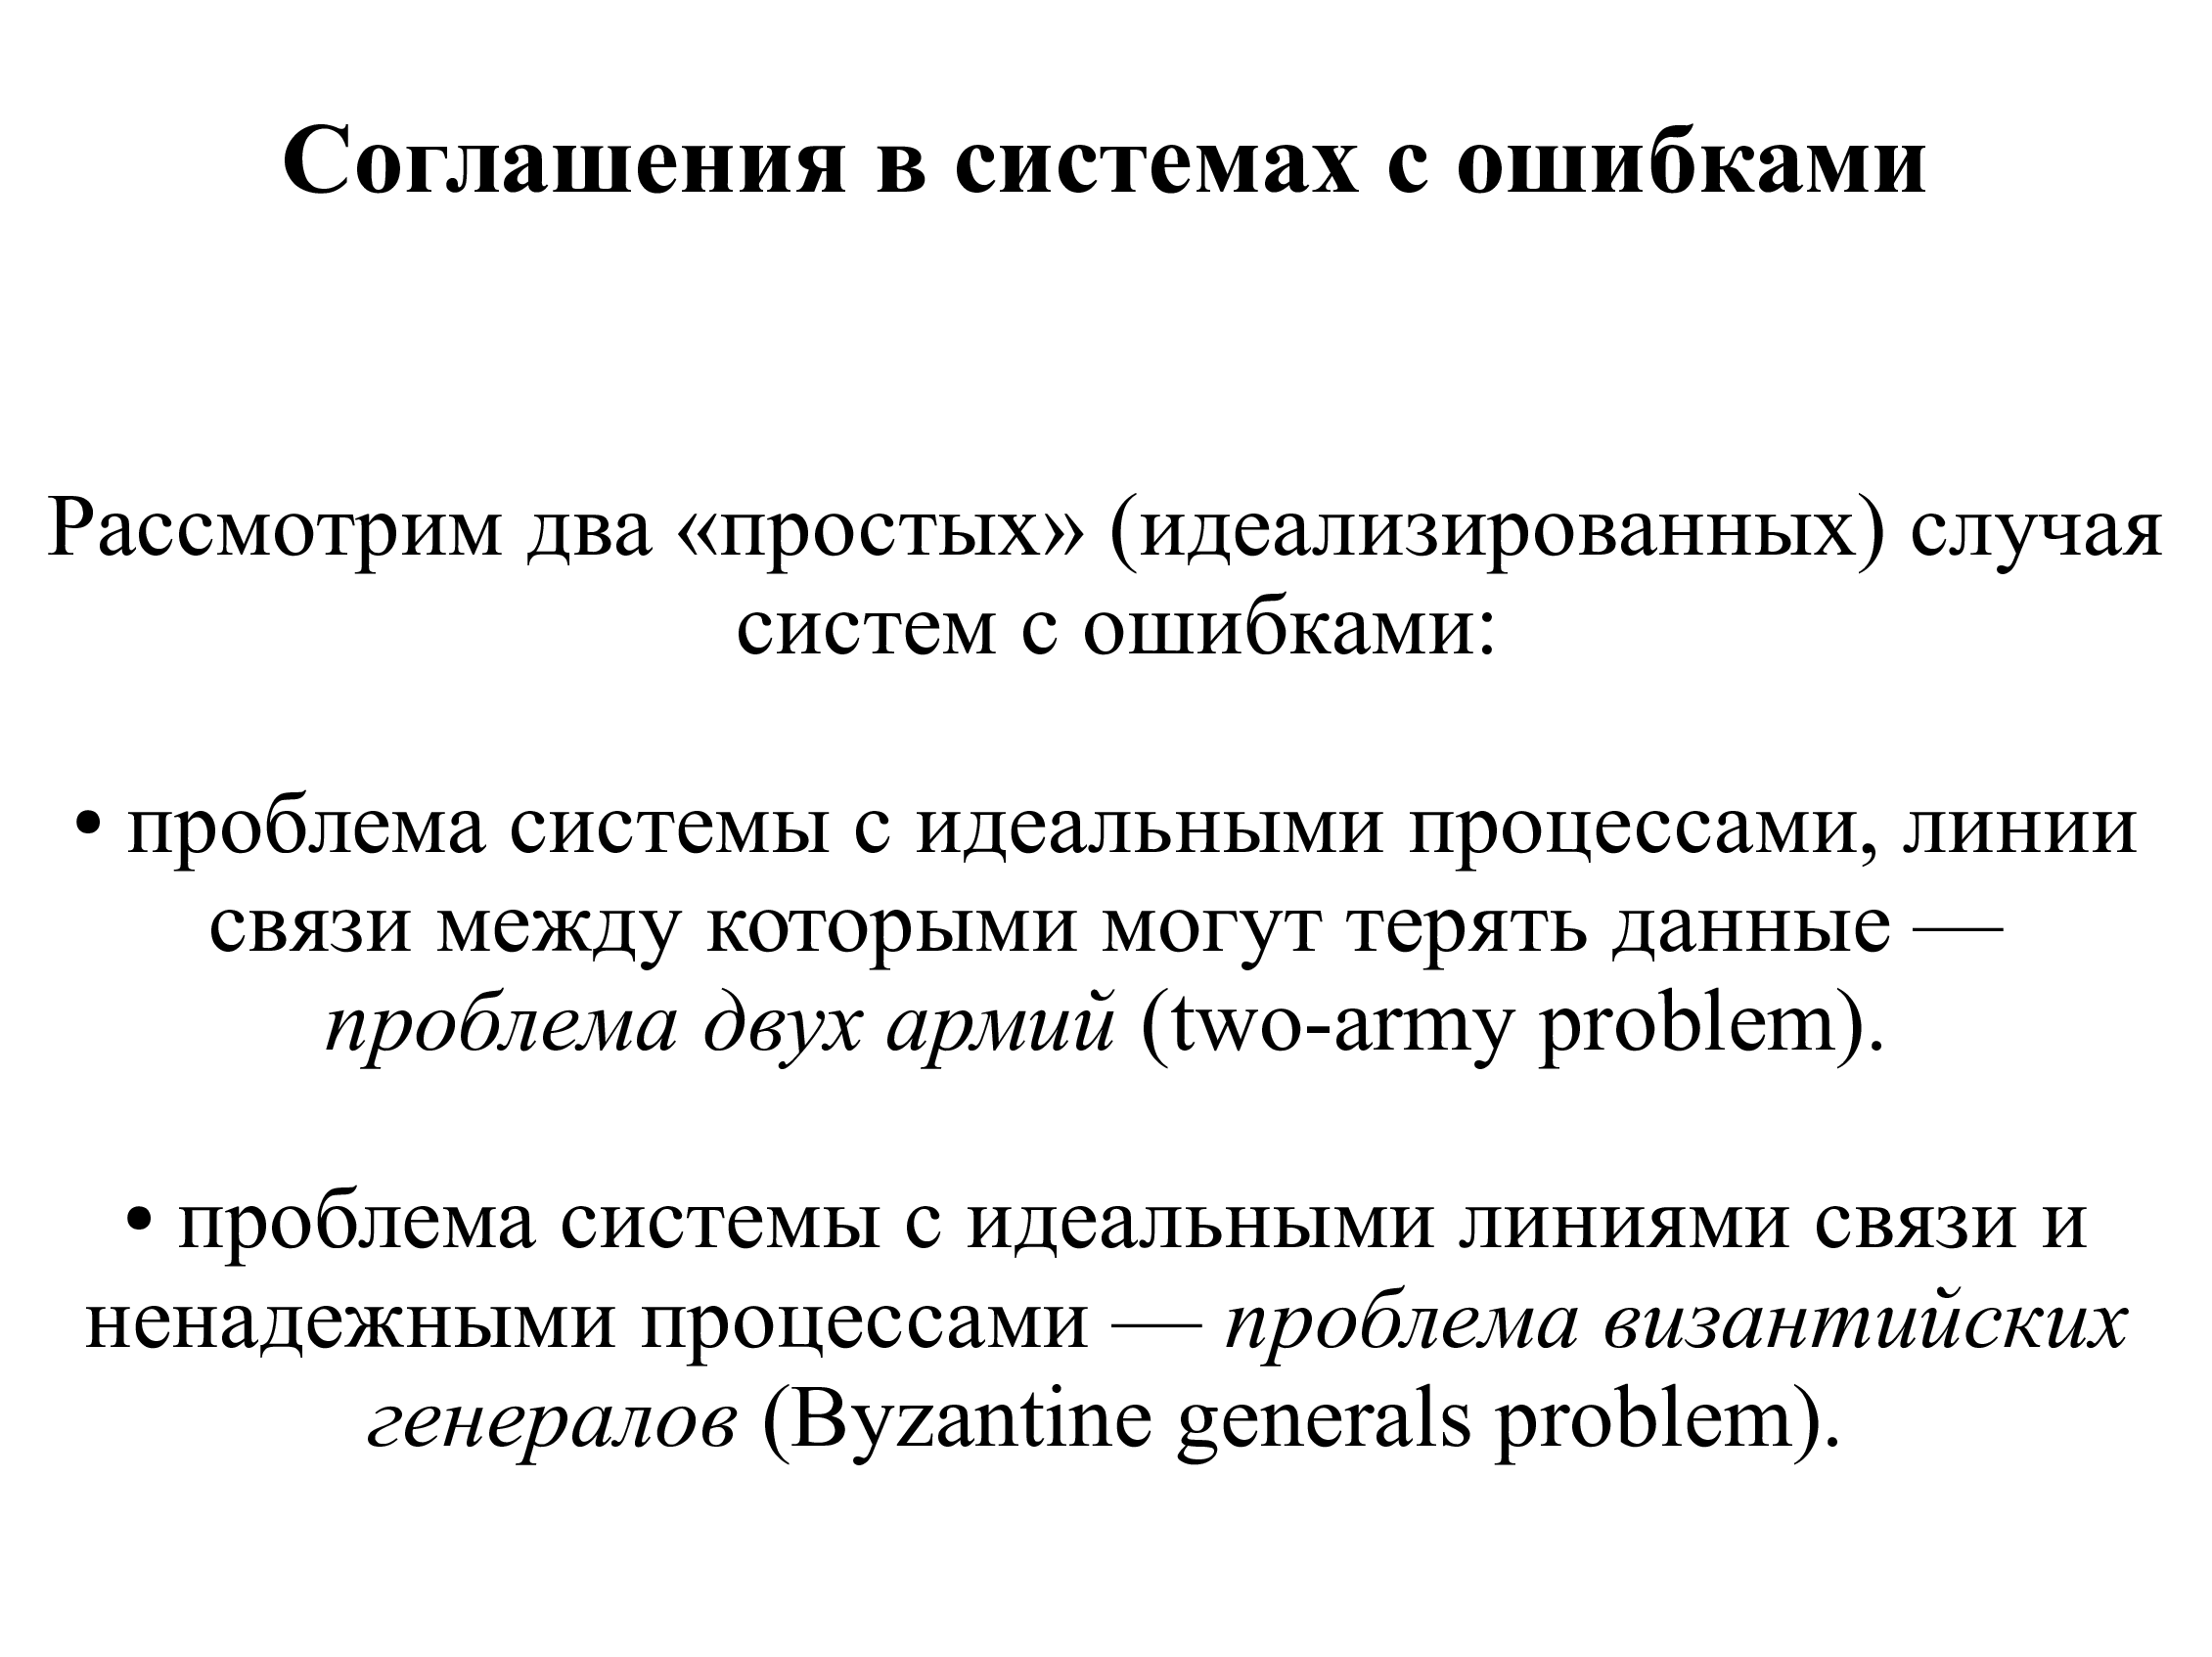 Соглашения в системах с ошибками
Рассмотрим два «простых» (идеализированных) случая
систем с ошибками:
• проблема системы с идеальными процессами, линии
связи между которыми могут терять данные —
проблема двух армий (two-army problem).
• проблема системы с идеальными линиями связи и
ненадежными процессами — проблема византийских
генералов (Byzantine generals problem).